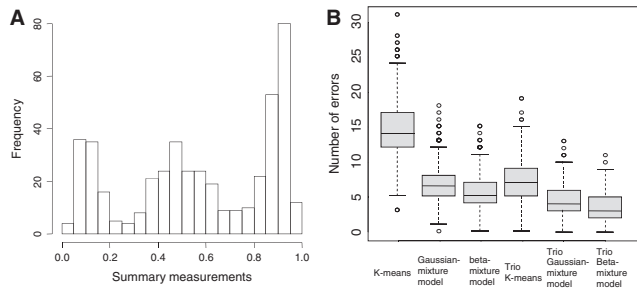 A
Frequency
80
60
40
20
0
0.0 0.2 0.4 0.6 0.8 1.0
Summary measurements
B
Number of errors
30
25
20
15
10
5
0
K-means
Gaussian-
mixture
model
beta-
mixture
model
Trio
K-means
Trio
Gaussian-
mixture
model
Trio
Beta-
mixture
model